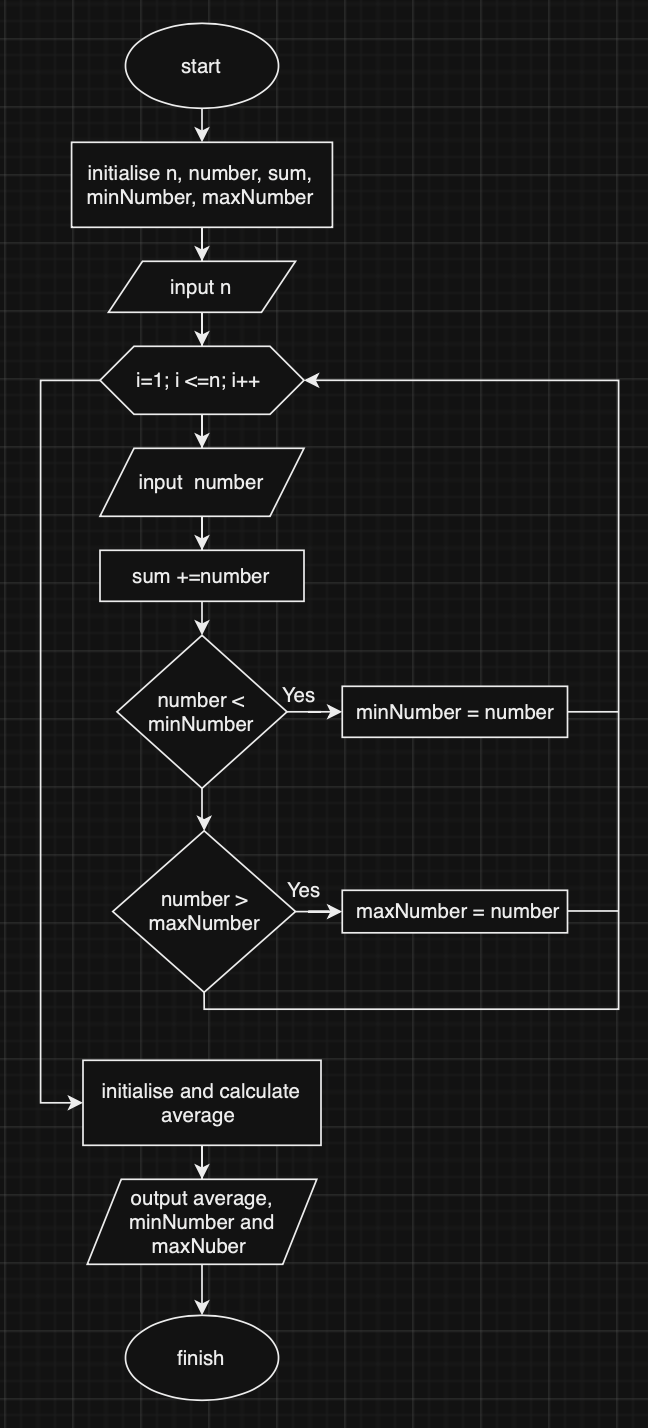 start
initialise n, number, sum,
minNumber, maxNumber
input n
i=1; i <=n; i++
input  number
sum +=number
number <
minNumber
Yes
minNumber = number
number >
maxNumber
Yes
maxNumber = number
initialise and calculate
average
output average,
minNumber and
maxNuber
finish